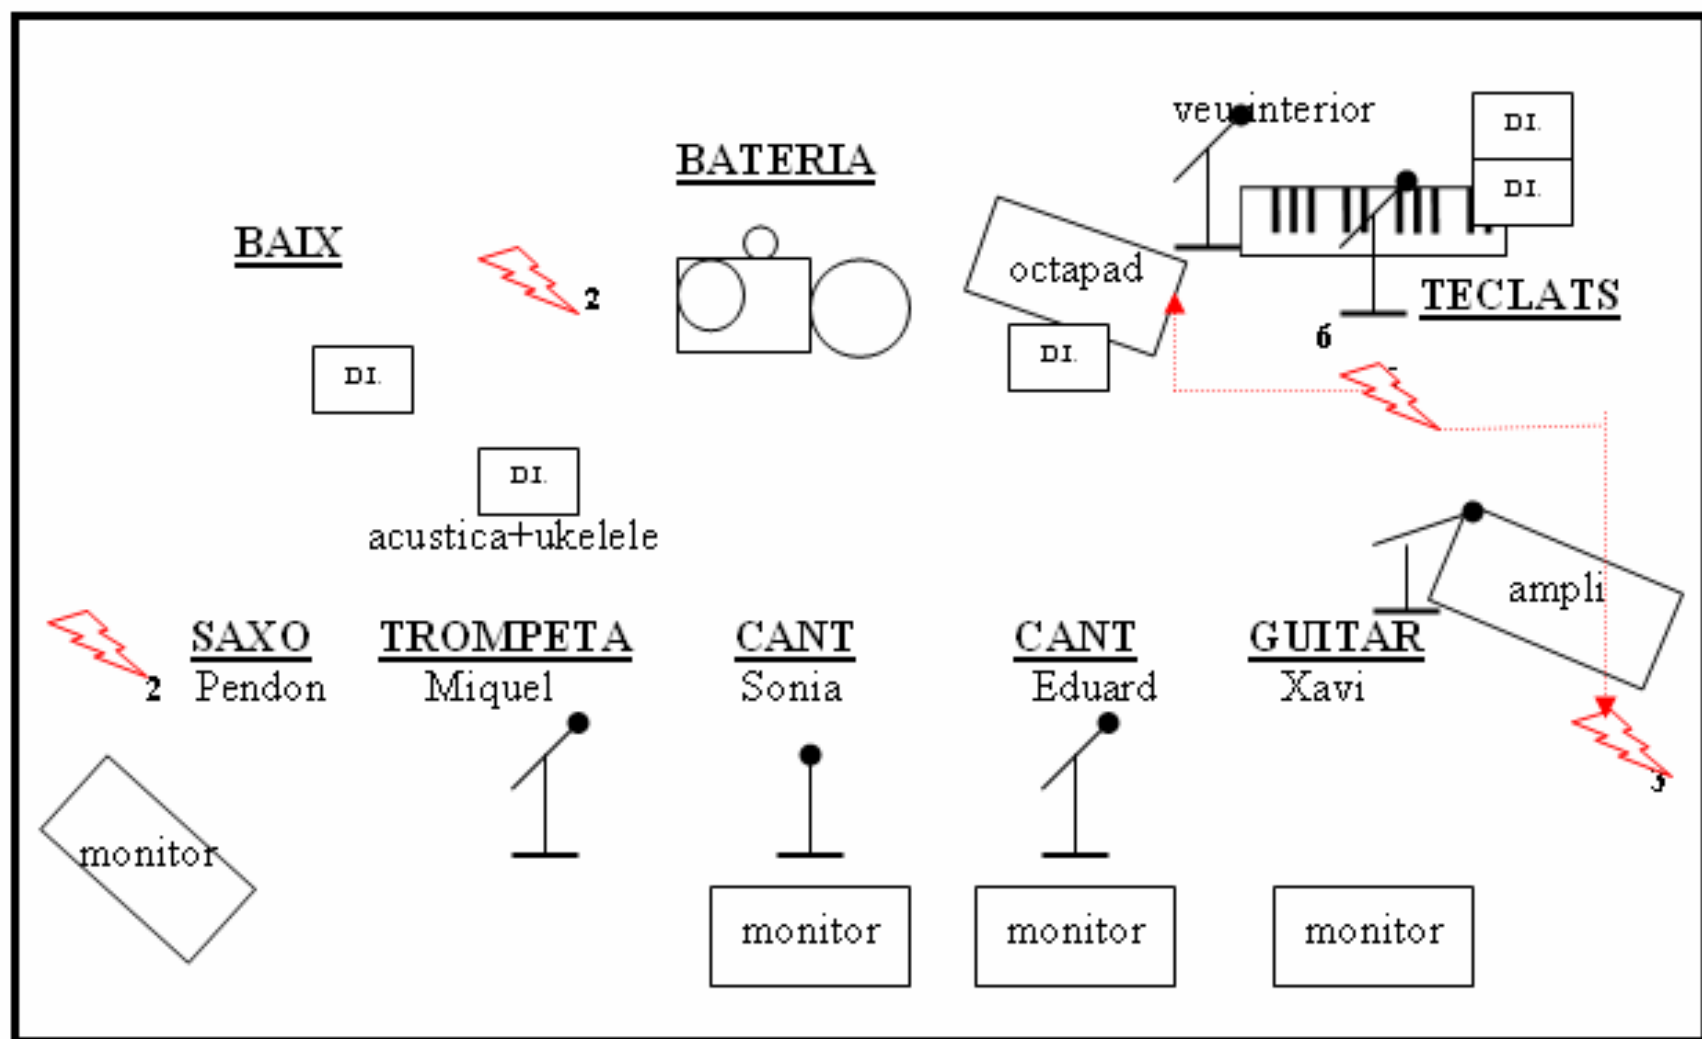 veu interior
D.I.
BATERIA
D.I.
BAIX
octapad
2
TECLATS
6
D.I.
D.I.
D.I.
acustica+ukelele
ampli
SAXO
TROMPETA
CANT
CANT
GUITAR
2
Pendon
Miquel
Sonia
Eduard
Xavi
monitor
monitor
monitor
monitor